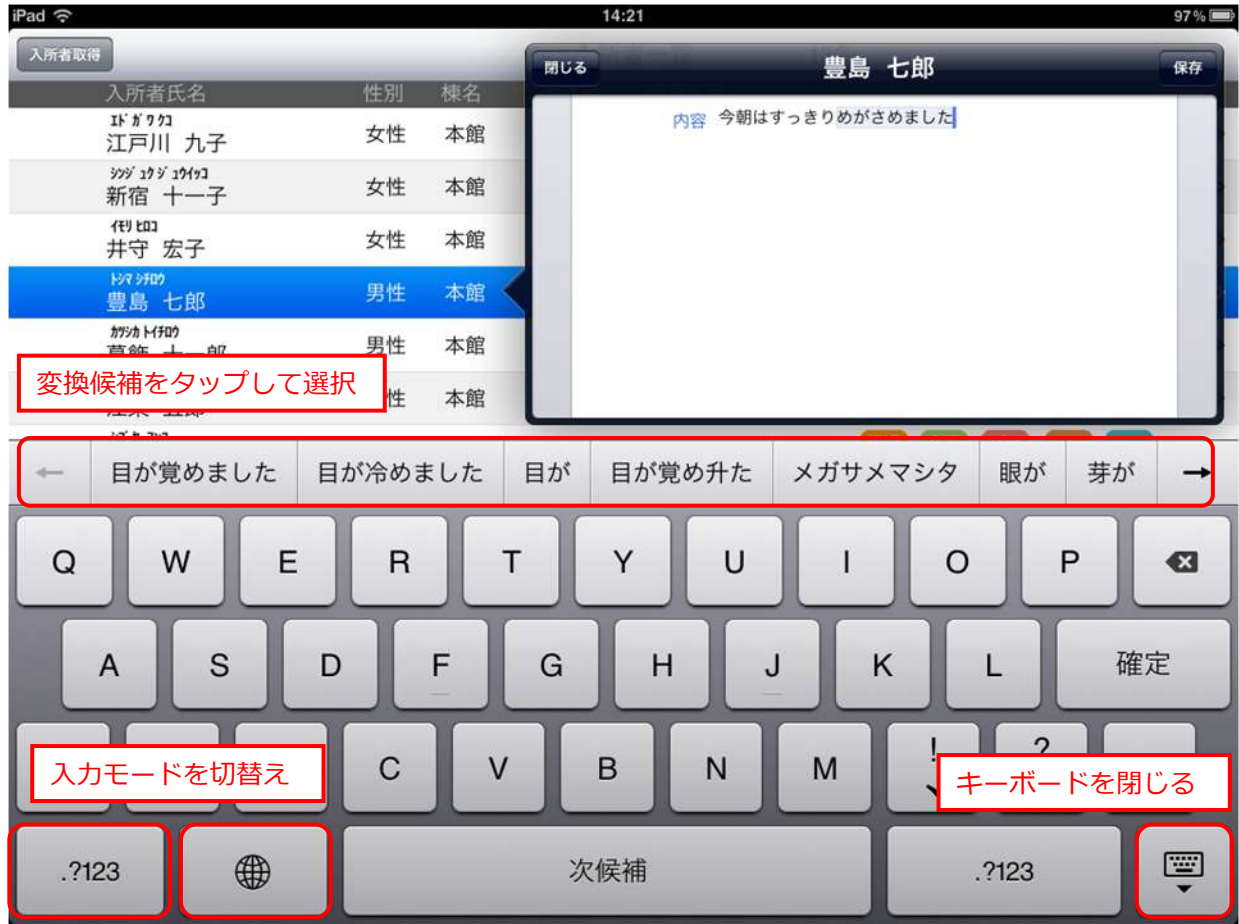 iPad 14:21 97%
入所者取得
閉じる 豊島 七郎 保存
入所者氏名 性別 棟名
内容 今朝はすっきりめがさめました
ｴﾄﾞｶﾞﾜｸｺ
江戸川 九子 女性 本館
ｼﾝｼﾞｭｸｼﾞｭｳｲｯｺ
新宿 十一子 女性 本館
ｲﾓﾘﾋﾛｺ
井守 宏子 女性 本館
ﾄｼﾏｼﾁﾛｳ
豊島 七郎 男性 本館
ｶﾂｼｶﾄｲﾁﾛｳ
葛飾 十一郎 男性 本館
変換候補をタップして選択
性 本館
目が覚めました 目が冷めました 目が 目が覚め升た メガサメマシタ 眼が 芽が →
Q W E R T Y U I O P
A S D F G H J K L 確定
C V B N M ! ?
入力モードを切替え
キーボードを閉じる
.?123 次候補 .?123